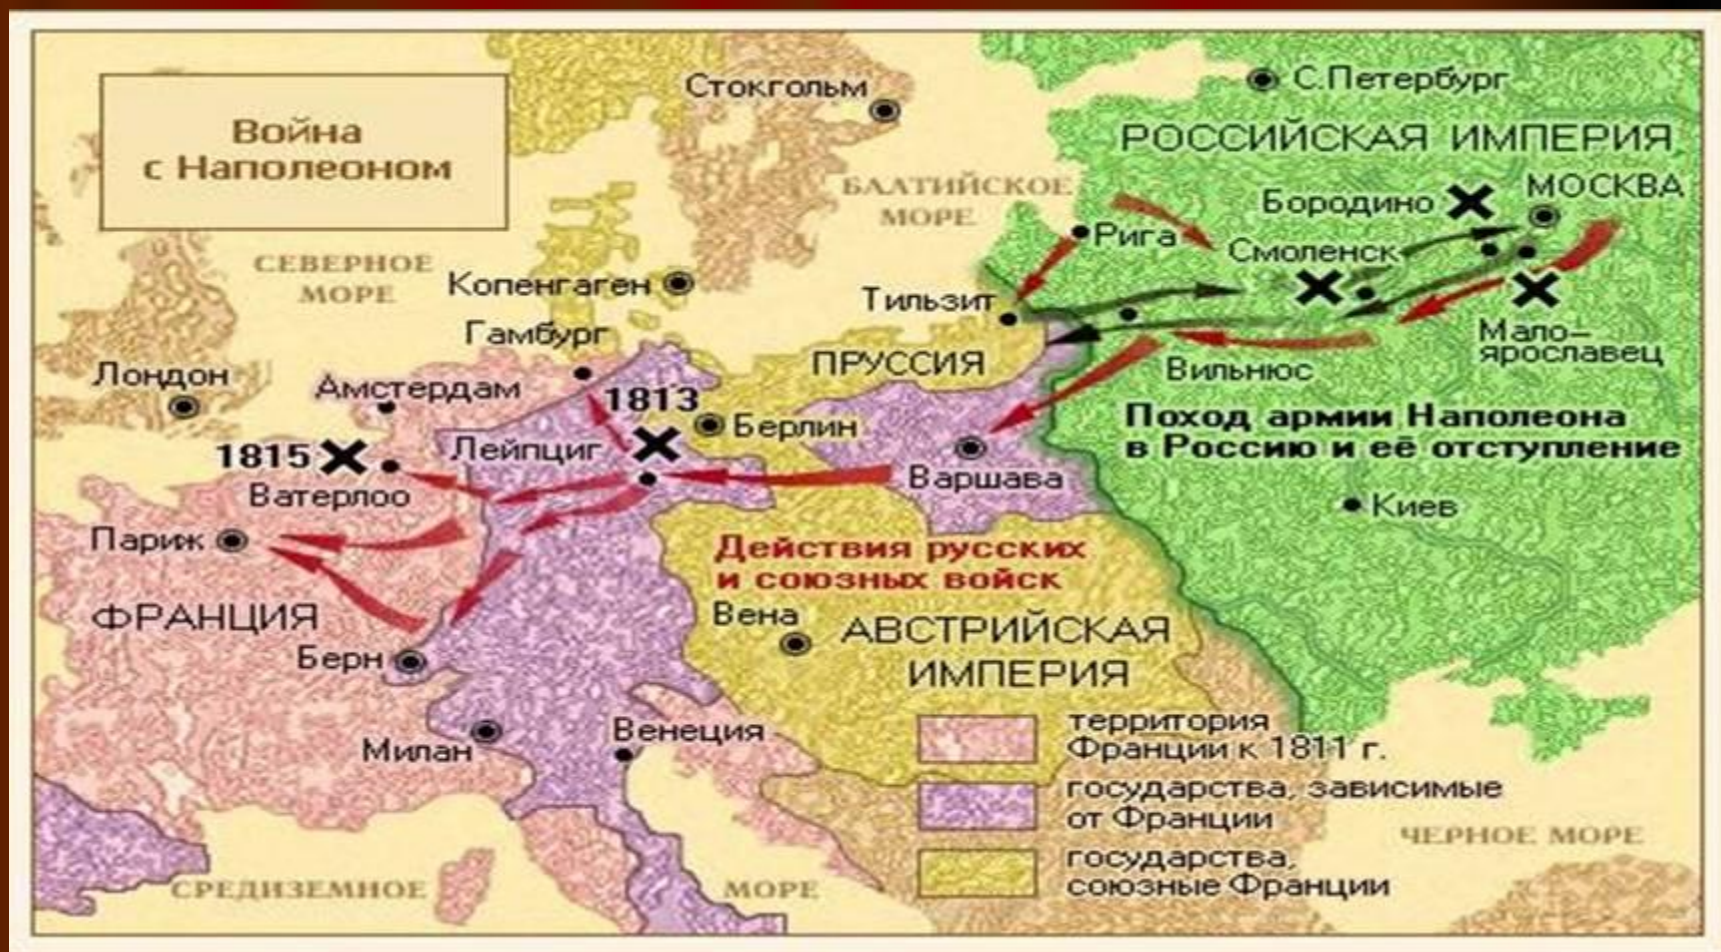 Война
с Наполеоном
Стокгольм
С.Петербург
РОССИЙСКАЯ ИМПЕРИЯ
БАЛТИЙСКОЕ
МОРЕ
Бородино
МОСКВА
Рига
Смоленск
СЕВЕРНОЕ
МОРЕ
Копенгаген
Тильзит
Гамбург
Мало-
ярославец
ПРУССИЯ
Вильнюс
Лондон
Амстердам
1813
Берлин
Поход армии Наполеона
в Россию и её отступление
1815
Лейпциг
Ватерлоо
Варшава
Киев
Париж
Действия русских
и союзных войск
ФРАНЦИЯ
Вена
АВСТРИЙСКАЯ
ИМПЕРИЯ
Берн
Милан
Венеция
территория
Франции к 1811 г.
государства, зависимые
от Франции
государства,
союзные Франции
ЧЕРНОЕ МОРЕ
СРЕДИЗЕМНОЕ
МОРЕ